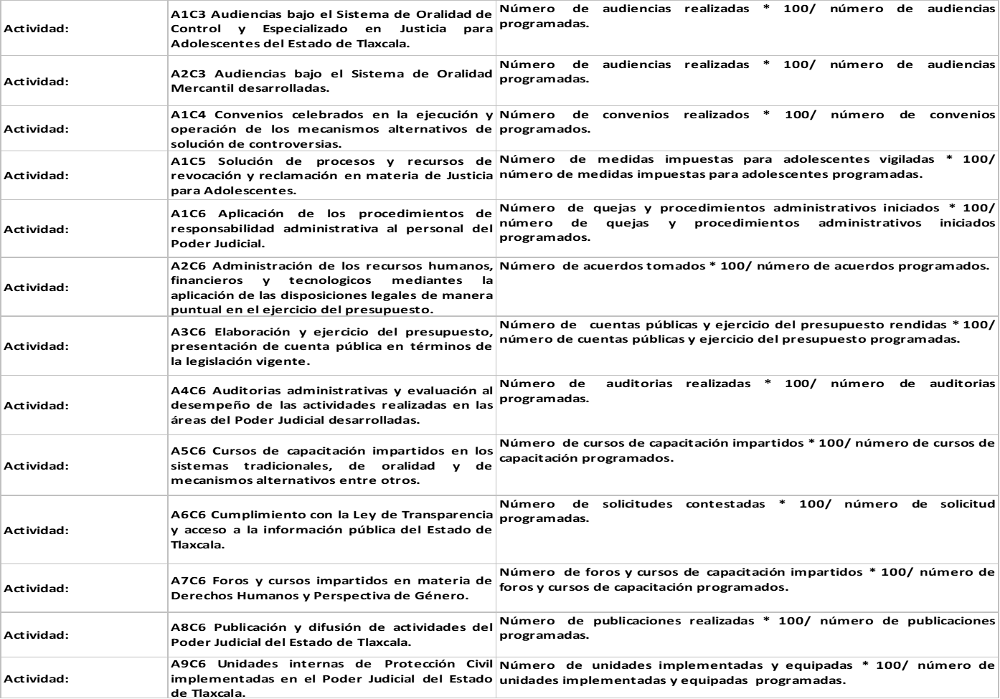 Actividad:
A1C3 Audiencias bajo el Sistema de Oralidad de
Control y Especializado en Justicia para
Adolescentes del Estado de Tlaxcala.
Número de audiencias realizadas * 100/ número de audiencias
programadas.
Actividad:
A2C3 Audiencias bajo el Sistema de Oralidad
Mercantil desarrolladas.
Número de audiencias realizadas * 100/ número de audiencias
programadas.
Actividad:
A1C4 Convenios celebrados en la ejecución y
operación de los mecanismos alternativos de
solución de controversias.
Número de convenios realizados * 100/ número de convenios
programados.
Actividad:
A1C5 Solución de procesos y recursos de
revocación y reclamación en materia de Justicia
para Adolescentes.
Número de medidas impuestas para adolescentes vigiladas * 100/
número de medidas impuestas para adolescentes programadas.
Actividad:
A1C6 Aplicación de los procedimientos de
responsabilidad administrativa al personal del
Poder Judicial.
Número de quejas y procedimientos administrativos iniciados * 100/
número de quejas y procedimientos administrativos iniciados
programados.
Actividad:
A2C6 Administración de los recursos humanos,
financieros y tecnologicos mediantes la
aplicación de las disposiciones legales de manera
puntual en el ejercicio del presupuesto.
Número de acuerdos tomados * 100/ número de acuerdos programados.
Actividad:
A3C6 Elaboración y ejercicio del presupuesto,
presentación de cuenta pública en términos de
la legislación vigente.
Número de cuentas públicas y ejercicio del presupuesto rendidas * 100/
número de cuentas públicas y ejercicio del presupuesto programadas.
Actividad:
A4C6 Auditorias administrativas y evaluación al
desempeño de las actividades realizadas en las
áreas del Poder Judicial desarrolladas.
Número de auditorias realizadas * 100/ número de auditorias
programadas.
Actividad:
A5C6 Cursos de capacitación impartidos en los
sistemas tradicionales, de oralidad y de
mecanismos alternativos entre otros.
Número de cursos de capacitación impartidos * 100/ número de cursos de
capacitación programados.
Actividad:
A6C6 Cumplimiento con la Ley de Transparencia
y acceso a la información pública del Estado de
Tlaxcala.
Número de solicitudes contestadas * 100/ número de solicitud
programadas.
Actividad:
A7C6 Foros y cursos impartidos en materia de
Derechos Humanos y Perspectiva de Género.
Número de foros y cursos de capacitación impartidos * 100/ número de
foros y cursos de capacitación programados.
Actividad:
A8C6 Publicación y difusión de actividades del
Poder Judicial del Estado de Tlaxcala.
Número de publicaciones realizadas * 100/ número de publicaciones
programadas.
Actividad:
A9C6 Unidades internas de Protección Civil
implementadas en el Poder Judicial del Estado
de Tlaxcala.
Número de unidades implementadas y equipadas * 100/ número de
unidades implementadas y equipadas programadas.